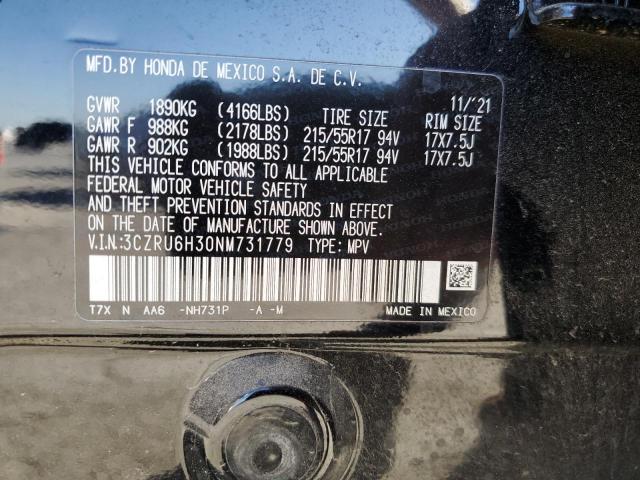 MFD.BY HONDA DE MEXICO S.A. DE C.V.
11/'21
GVWR 1890KG (4166LBS) TIRE SIZE RIM SIZE
GAWR F 988KG (2178LBS) 215/55R17 94V 17X7.5J
GAWR R 902KG (1988LBS) 215/55R17 94V 17X7.5J
THIS VEHICLE CONFORMS TO ALL APPLICABLE
FEDERAL MOTOR VEHICLE SAFETY
AND THEFT PREVENTION STANDARDS IN EFFECT
ON THE DATE OF MANUFACTURE SHOWN ABOVE.
V.I.N:3CZRU6H30NM731779 TYPE: MPV
T7X N AA6 -NH731P -A -M MADE IN MEXICO